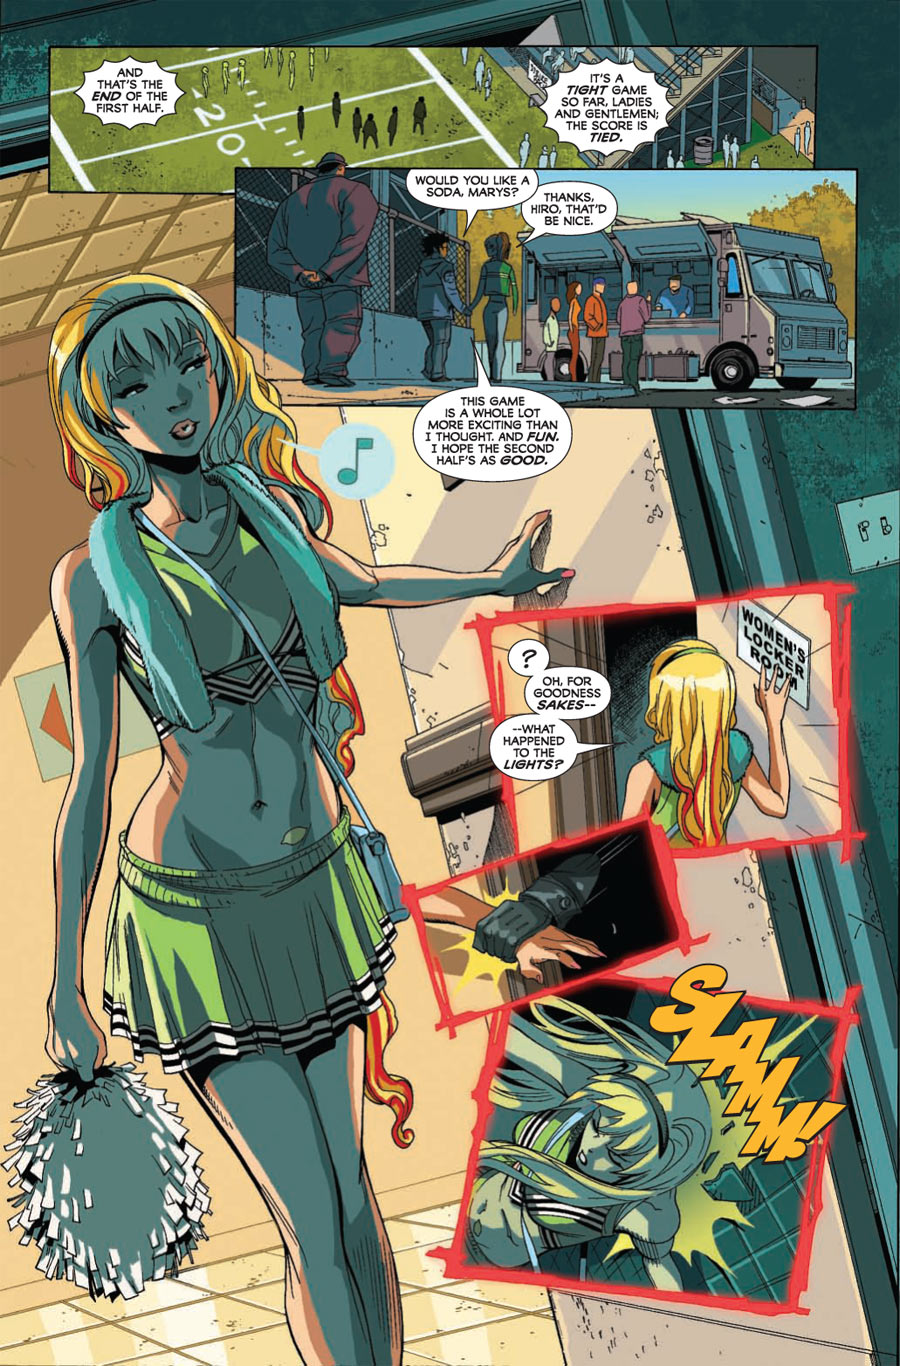 AND
THAT'S THE
END OF THE
FIRST HALF.
IT'S A
TIGHT GAME
SO FAR, LADIES
AND GENTLEMEN;
THE SCORE IS
TIED.
20
WOULD YOU LIKE A
SODA, MARYS?
THANKS,
HIRO, THAT'D
BE NICE.
THIS GAME
IS A WHOLE LOT
MORE EXCITING THAN
I THOUGHT. AND FUN.
I HOPE THE SECOND
HALF'S AS GOOD.
WOMEN'S
LOCKER
ROOM
?
OH, FOR
GOODNESS
SAKES--
--WHAT
HAPPENED
TO THE
LIGHTS?
SLAMM!